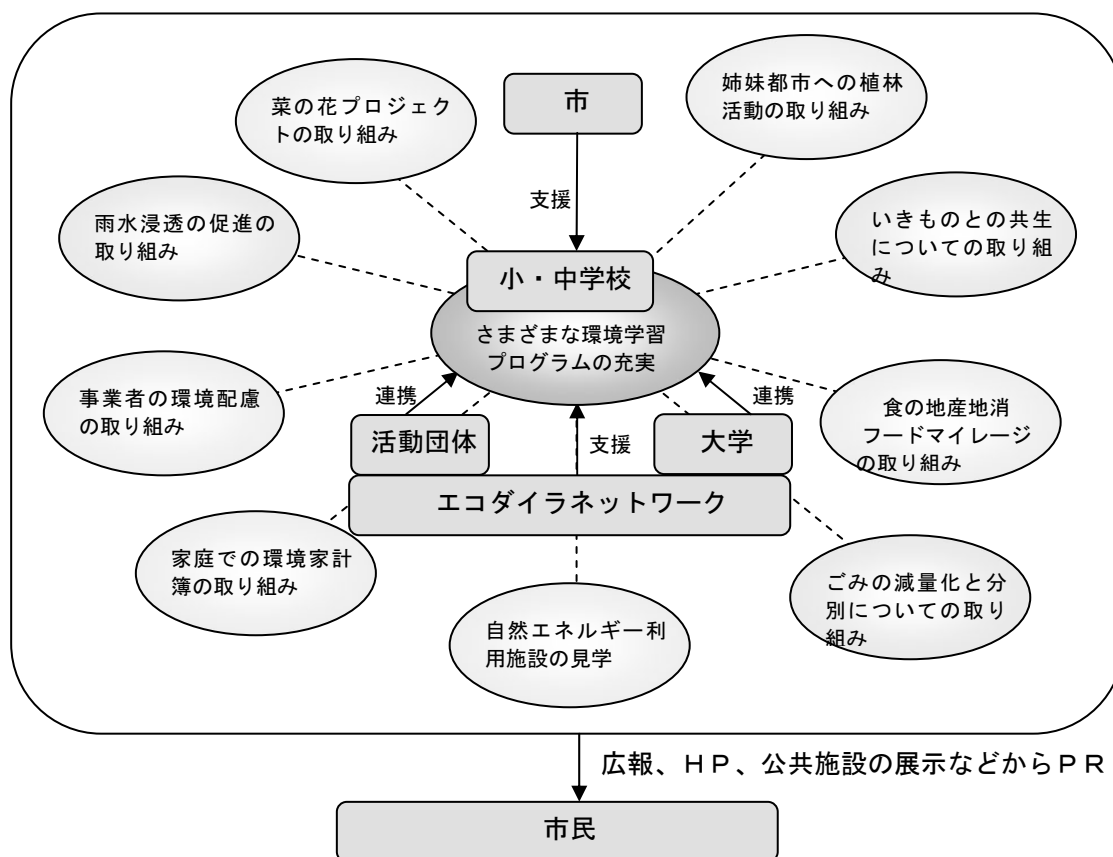 市
菜の花プロジェク
トの取り組み
姉妹都市への植林
活動の取り組み
支援
雨水浸透の促進の
取り組み
いきものとの共生
についての取り組
み
小・中学校
さまざまな環境学習
プログラムの充実
事業者の環境配慮
の取り組み
連携
連携
食の地産地消
フードマイレージ
の取り組み
活動団体
支援
大学
エコダイラネットワーク
家庭での環境家計
簿の取り組み
ごみの減量化と分
別についての取り
組み
自然エネルギー利
用施設の見学
広報、ＨＰ、公共施設の展示などからＰＲ
市民